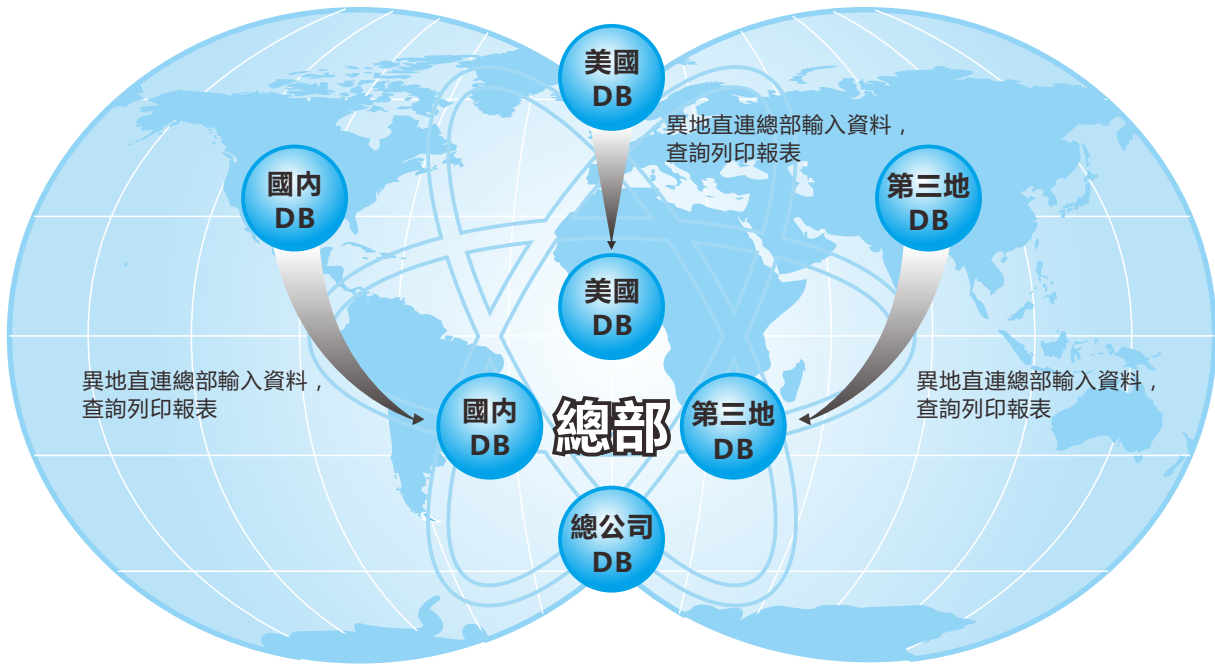 美國
DB
異地直連總部輸入資料，
查詢列印報表
國內
DB
第三地
DB
美國
DB
異地直連總部輸入資料，
查詢列印報表
異地直連總部輸入資料，
查詢列印報表
國內
DB
總部
第三地
DB
總公司
DB